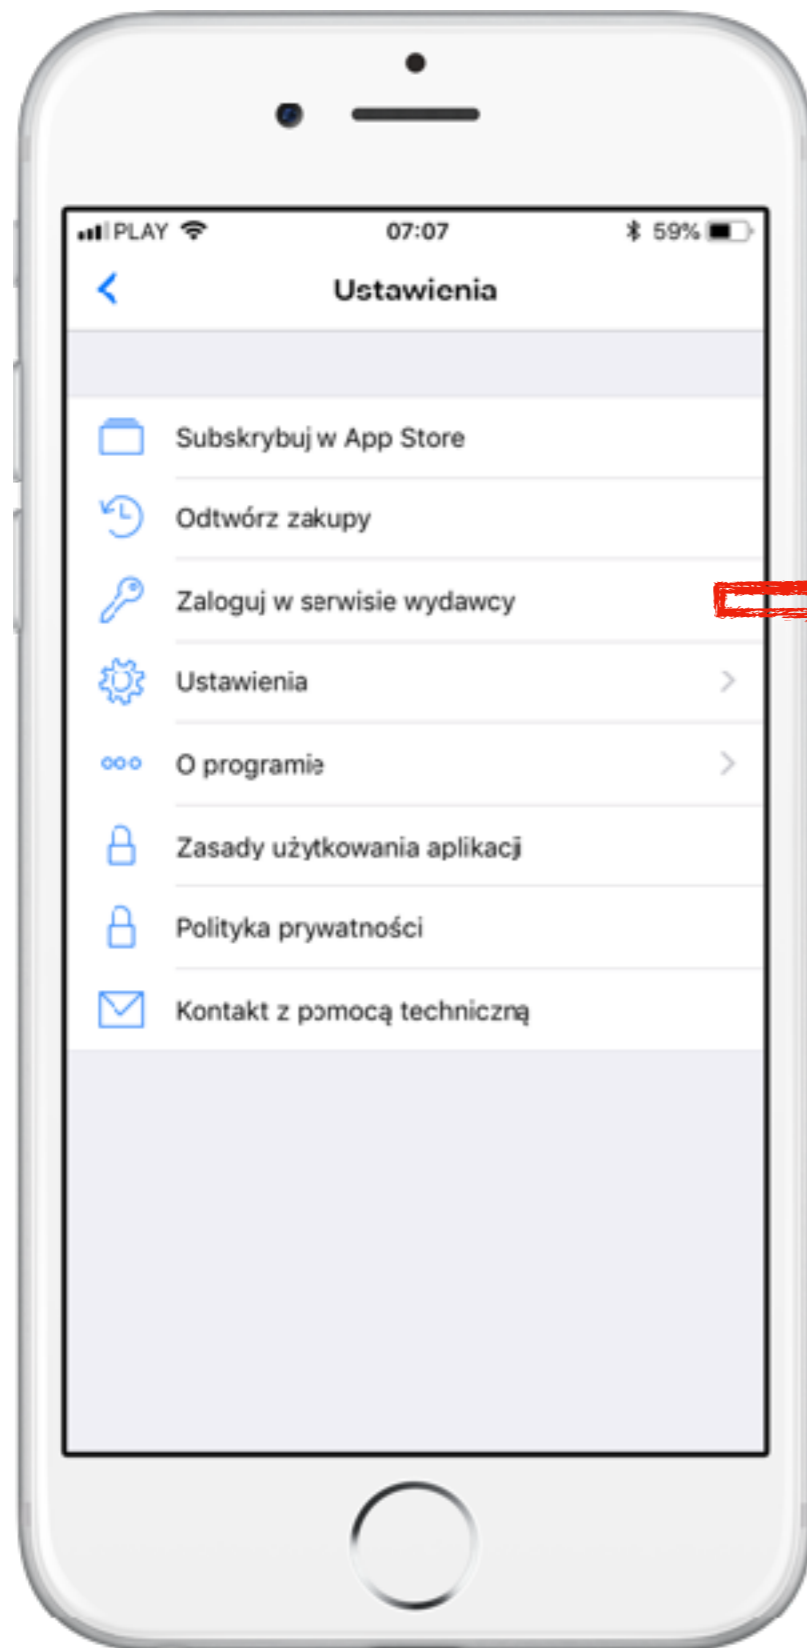 PLAY 07:07 59%
Ustawienia
Subskrybuj w App Store
Odtwórz zakupy
Zaloguj w serwisie wydawcy
Ustawienia
O programie
Zasady użytkowania aplikacji
Polityka prywatności
Kontakt z pomocą techniczną